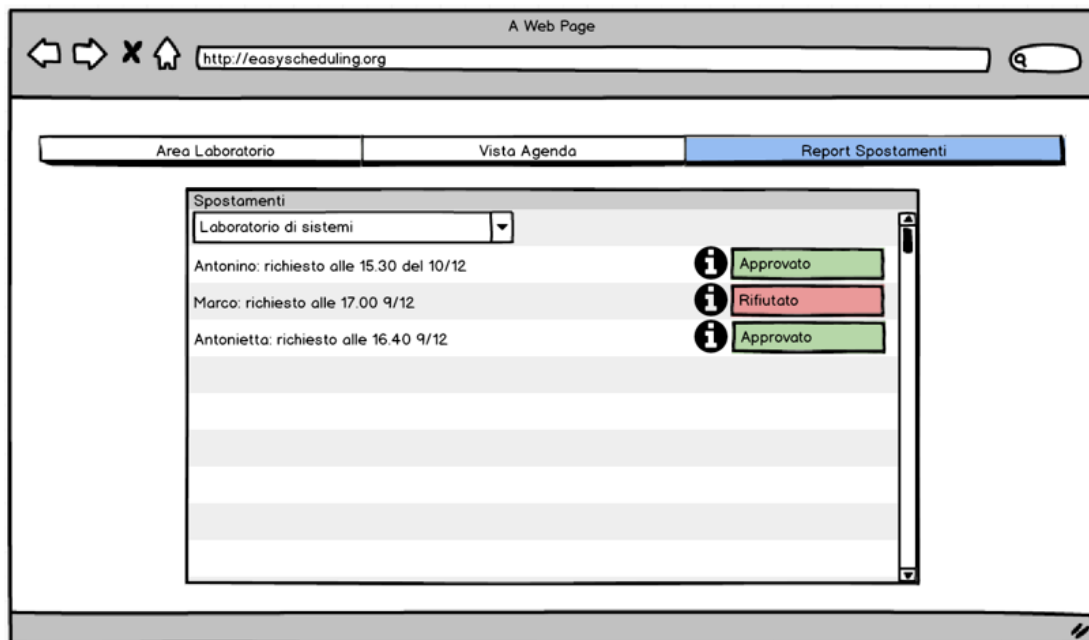 A Web Page
http://easyscheduling.org
Area Laboratorio Vista Agenda Report Spostamenti
Spostamenti
Laboratorio di sistemi
Antonino: richiesto alle 15.30 del 10/12 Approvato
Marco: richiesto alle 17.00 9/12 Rifiutato
Antonietta: richiesto alle 16.40 9/12 Approvato